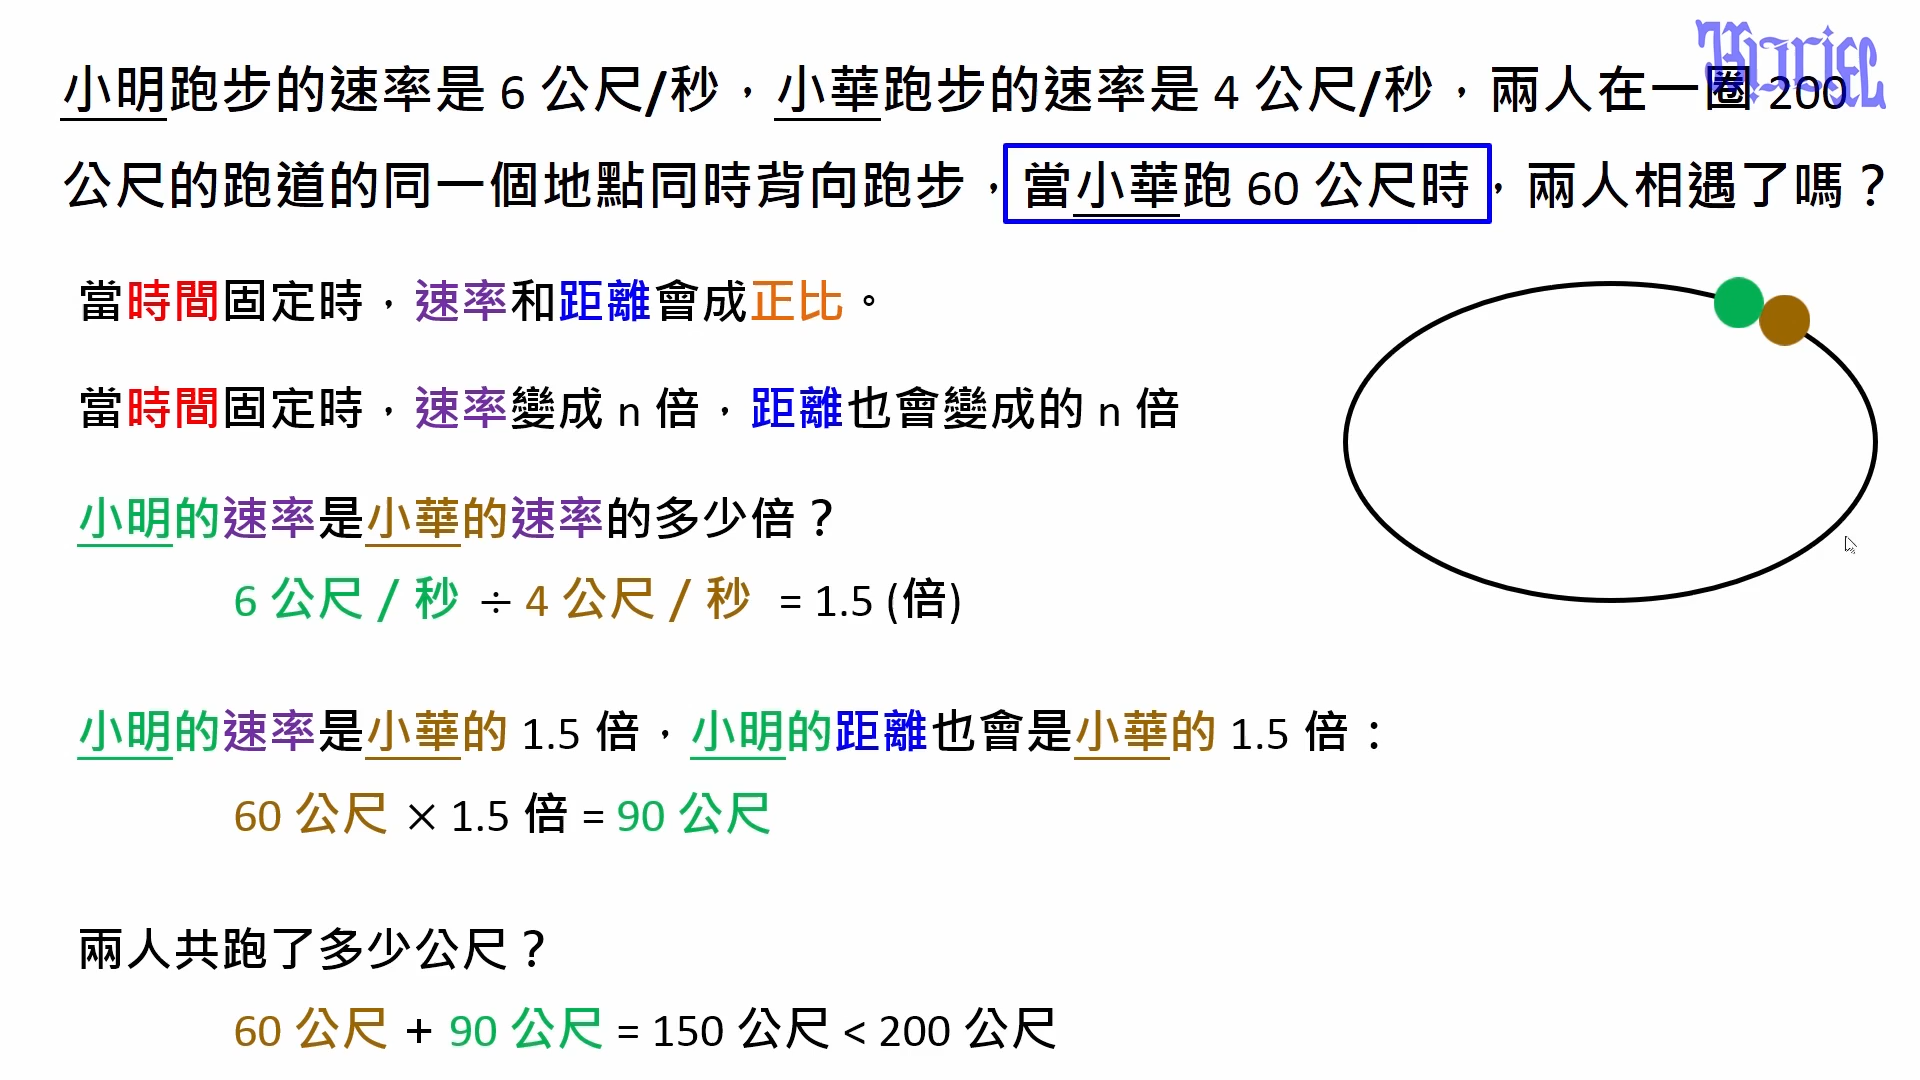 小明跑步的速率是 6 公尺/秒，小華跑步的速率是 4 公尺/秒，兩人在一圈 200
公尺的跑道的同一個地點同時背向跑步，當小華跑 60 公尺時，兩人相遇了嗎？
當時間固定時，速率和距離會成正比。
當時間固定時，速率變成 n 倍，距離也會變成的 n 倍
小明的速率是小華的速率的多少倍？
6 公尺 / 秒 ÷ 4 公尺 / 秒 = 1.5 (倍)
小明的速率是小華的 1.5 倍，小明的距離也會是小華的 1.5 倍：
60 公尺 × 1.5 倍 = 90 公尺
兩人共跑了多少公尺？
60 公尺 + 90 公尺 = 150 公尺 < 200 公尺